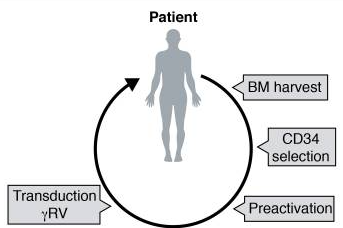 Patient
BM harvest
CD34
selection
Preactivation
Transduction
γRV